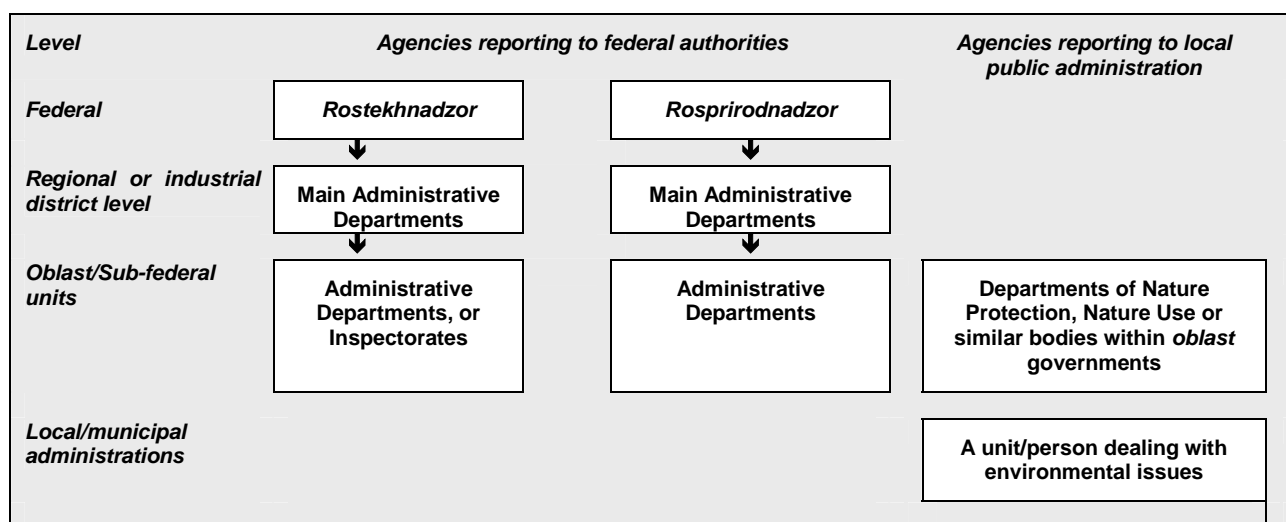 Level
Agencies reporting to federal authorities
Agencies reporting to local
public administration
Federal
Rostekhnadzor
Rosprirodnadzor
Regional or industrial
district level
Main Administrative
Departments
Main Administrative
Departments
Oblast/Sub-federal
units
Administrative
Departments, or
Inspectorates
Administrative
Departments
Departments of Nature
Protection, Nature Use or
similar bodies within oblast
governments
Local/municipal
administrations
A unit/person dealing with
environmental issues